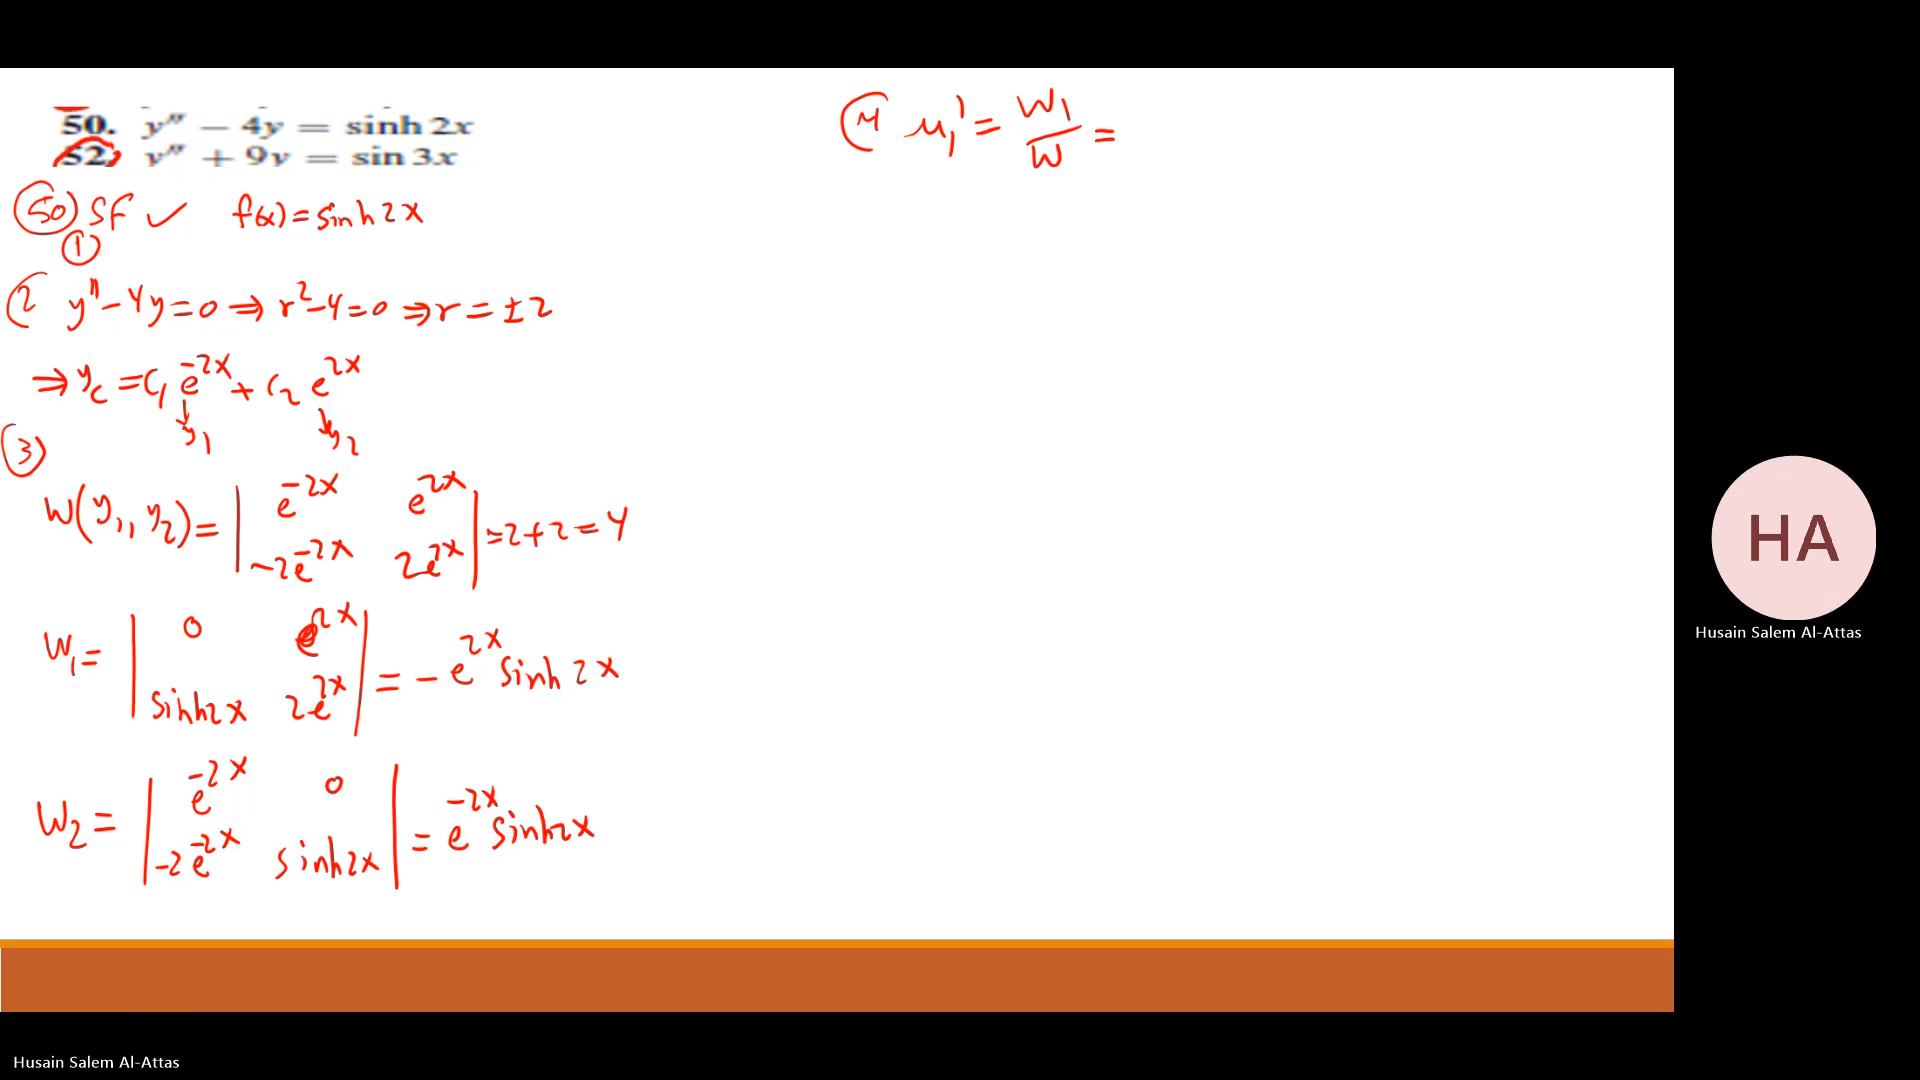 50. y″ − 4y = sinh 2x
52. y″ + 9y = sin 3x
50) SF ✓ f(x) = sinh 2x
1
2 y″ − 4y = 0 ⇒ r² − 4 = 0 ⇒ r = ±2
⇒ y_c = c₁ e^{−2x} + c₂ e^{2x}
↓ y₁ ↓ y₂
3
W(y₁, y₂) = | e^{−2x} e^{2x} |
| −2e^{−2x} 2e^{2x} | = 2 + 2 = 4
W₁ = | 0 e^{2x} |
| sinh2x 2e^{2x} | = − e^{2x} sinh 2x
W₂ = | e^{−2x} 0 |
| −2e^{−2x} sinh2x | = e^{−2x} sinh2x
4 μ₁′ = W₁/W =
HA
Husain Salem Al-Attas
Husain Salem Al-Attas